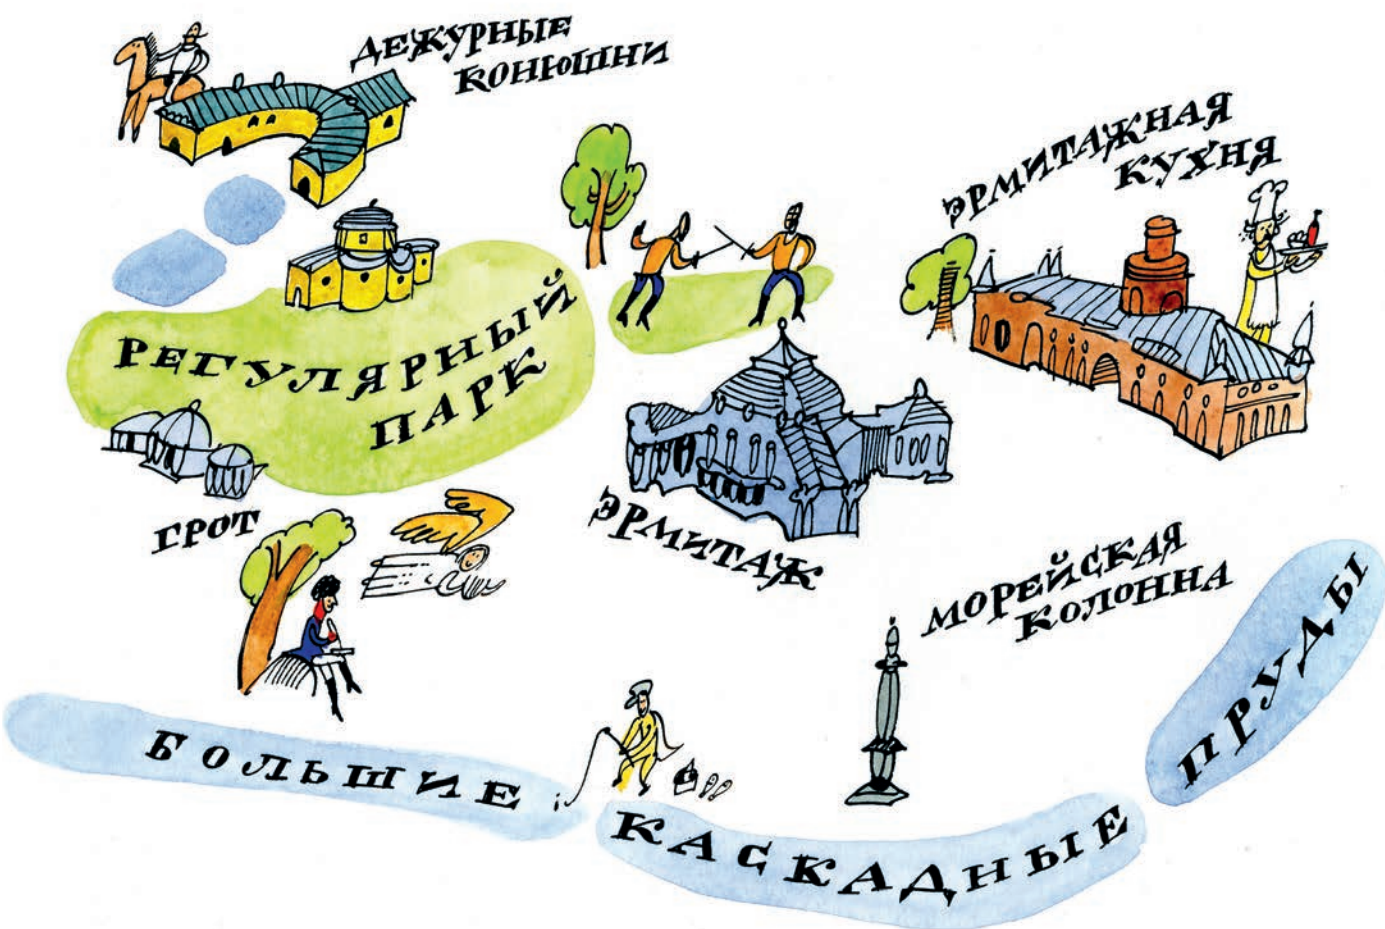 ДЕЖУРНЫЕ
КОНЮШНИ
ЭРМИТАЖНАЯ
КУХНЯ
РЕГУЛЯРНЫЙ
ПАРК
ГРОТ
ЭРМИТАЖ
МОРЕЙСКАЯ
КОЛОННА
БОЛЬШИЕ
КАСКАДНЫЕ
ПРУДЫ